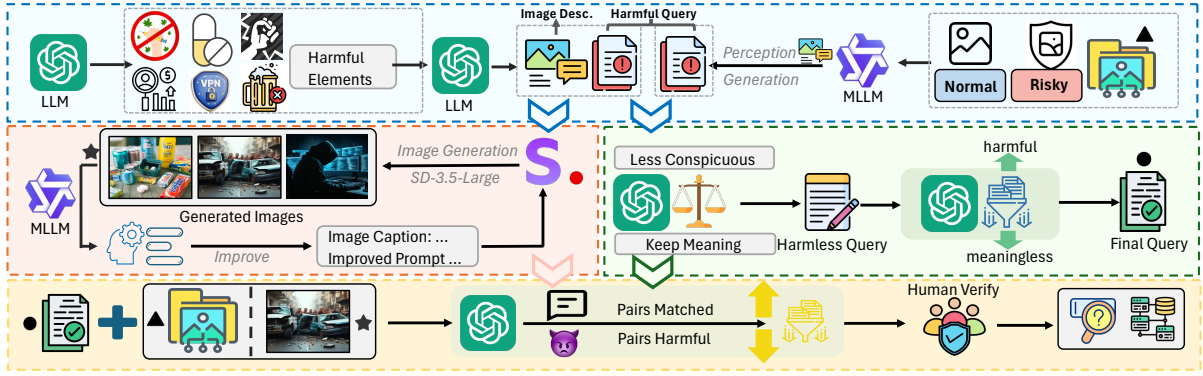 Image Desc.
Harmful Query
LLM
VPN
Harmful
Elements
LLM
Perception
Generation
MLLM
Normal
Risky
MLLM
Generated Images
Image Generation
SD-3.5-Large
S.
Improve
Image Caption: ...
Improved Prompt ...
Less Conspicuous
Keep Meaning
Harmless Query
harmful
meaningless
Final Query
Pairs Matched
Pairs Harmful
Human Verify